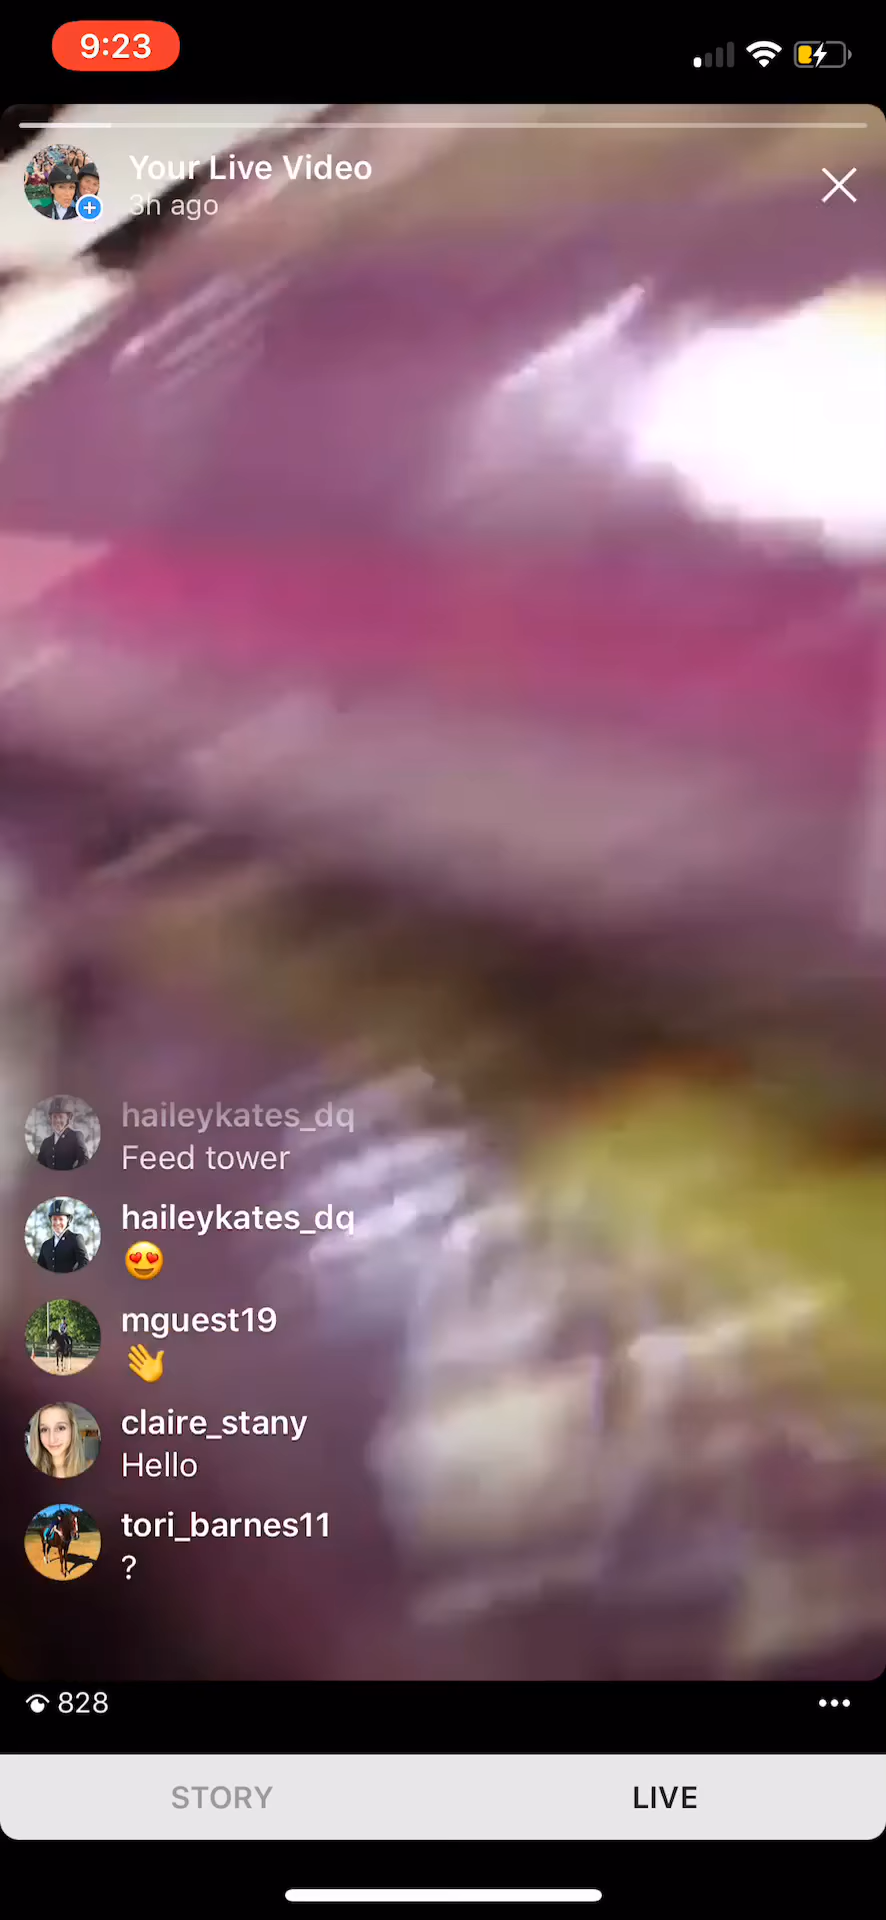 9:23
Your Live Video
3h ago
haileykates_dq
Feed tower
haileykates_dq
😍
mguest19
👋
claire_stany
Hello
tori_barnes11
?
828
STORY
LIVE